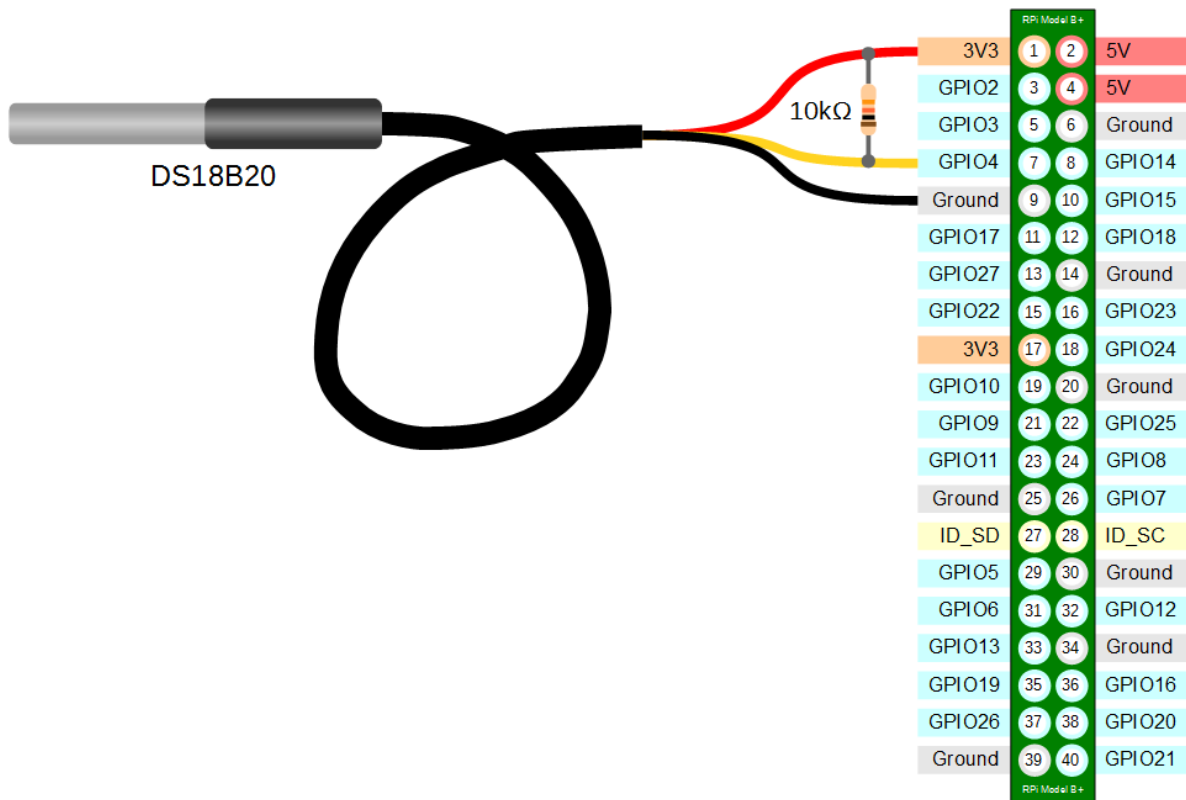 RPi Model B+
3V3 1 2 5V
GPIO2 3 4 5V
10kΩ
GPIO3 5 6 Ground
GPIO4 7 8 GPIO14
DS18B20
Ground 9 10 GPIO15
GPIO17 11 12 GPIO18
GPIO27 13 14 Ground
GPIO22 15 16 GPIO23
3V3 17 18 GPIO24
GPIO10 19 20 Ground
GPIO9 21 22 GPIO25
GPIO11 23 24 GPIO8
Ground 25 26 GPIO7
ID_SD 27 28 ID_SC
GPIO5 29 30 Ground
GPIO6 31 32 GPIO12
GPIO13 33 34 Ground
GPIO19 35 36 GPIO16
GPIO26 37 38 GPIO20
Ground 39 40 GPIO21
RPi Model B+